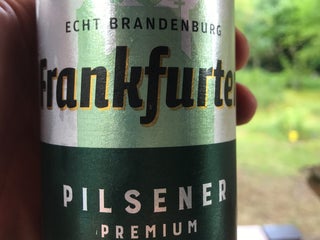 ECHT BRANDENBURG
Frankfurter
PILSENER
PREMIUM